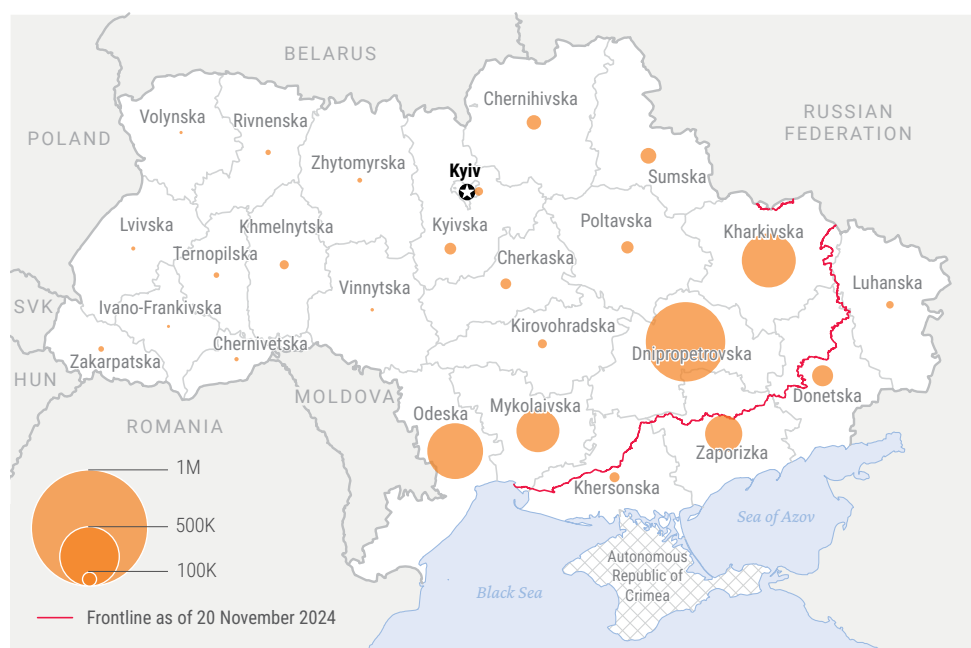 BELARUS
Chernihivska
Volynska
Rivnenska
RUSSIAN
FEDERATION
POLAND
Zhytomyrska
Kyiv
Sumska
Lvivska
Khmelnytska
Kyivska
Poltavska
Kharkivska
Ternopilska
Cherkaska
Vinnytska
Luhanska
SVK
Ivano-Frankivska
Kirovohradska
Chernivetska
Dnipropetrovska
Zakarpatska
HUN
MOLDOVA
Donetska
Odeska
Mykolaivska
ROMANIA
Zaporizka
1M
Khersonska
500K
Sea of Azov
Autonomous
Republic of
Crimea
100K
Black Sea
Frontline as of 20 November 2024